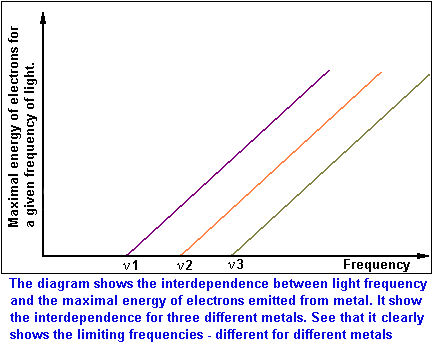 Maximal energy of electrons for
a given frequency of light.
ν1 ν2 ν3 Frequency
The diagram shows the interdependence between light frequency
and the maximal energy of electrons emitted from metal. It show
the interdependence for three different metals. See that it clearly
shows the limiting frequencies - different for different metals